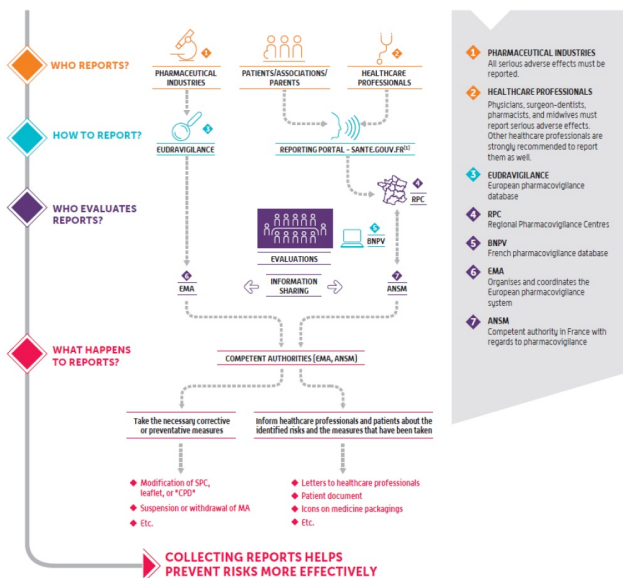 WHO REPORTS?
1
PHARMACEUTICAL
INDUSTRIES
PATIENTS/ASSOCIATIONS/
PARENTS
2
HEALTHCARE
PROFESSIONALS
HOW TO REPORT?
3
EUDRAVIGILANCE
REPORTING PORTAL - SANTE.GOUV.FR[1]
WHO EVALUATES
REPORTS?
4
RPC
5
BNPV
EVALUATIONS
6
EMA
INFORMATION
SHARING
7
ANSM
WHAT HAPPENS
TO REPORTS?
COMPETENT AUTHORITIES (EMA, ANSM)
Take the necessary corrective
or preventative measures
Inform healthcare professionals and patients about the
identified risks and the measures that have been taken
Modification of SPC,
leaflet, or "CPD"
Suspension or withdrawal of MA
Etc.
Letters to healthcare professionals
Patient document
Icons on medicine packagings
Etc.
COLLECTING REPORTS HELPS
PREVENT RISKS MORE EFFECTIVELY
1 PHARMACEUTICAL INDUSTRIES
All serious adverse effects must be
reported.
2 HEALTHCARE PROFESSIONALS
Physicians, surgeon-dentists,
pharmacists, and midwives must
report serious adverse effects.
Other healthcare professionals are
strongly recommended to report
them as well.
3 EUDRAVIGILANCE
European pharmacovigilance
database
4 RPC
Regional Pharmacovigilance Centres
5 BNPV
French pharmacovigilance database
6 EMA
Organises and coordinates the
European pharmacovigilance
system
7 ANSM
Competent authority in France with
regards to pharmacovigilance